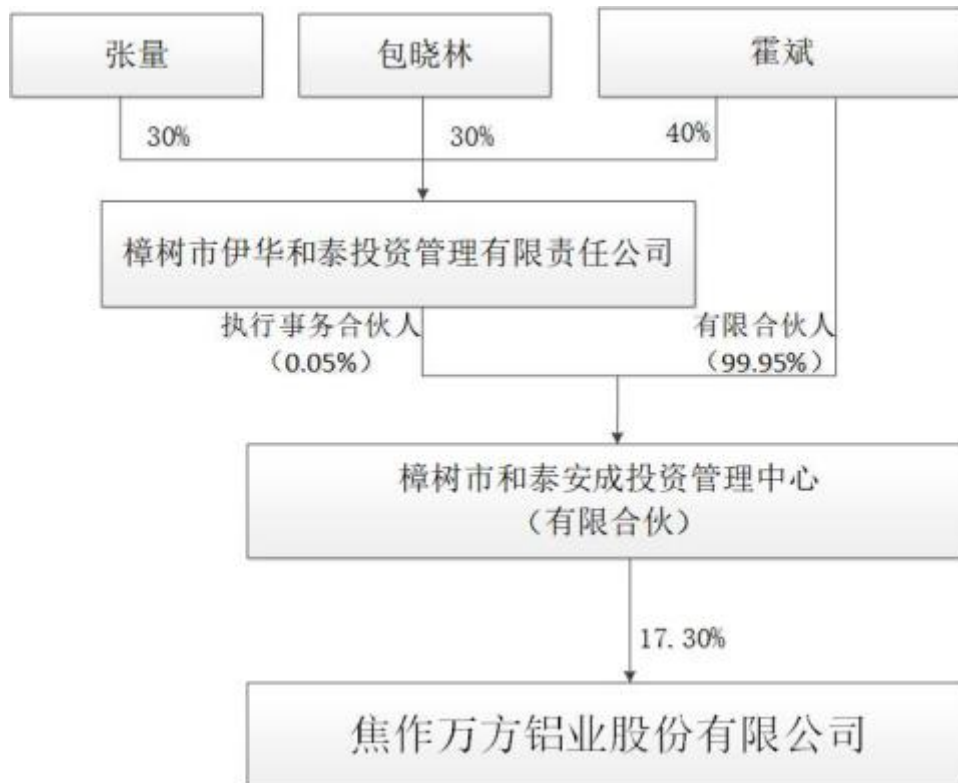 张量
包晓林
霍斌
30%
30%
40%
樟树市伊华和泰投资管理有限责任公司
执行事务合伙人
（0.05%）
有限合伙人
（99.95%）
樟树市和泰安成投资管理中心
（有限合伙）
17.30%
焦作万方铝业股份有限公司